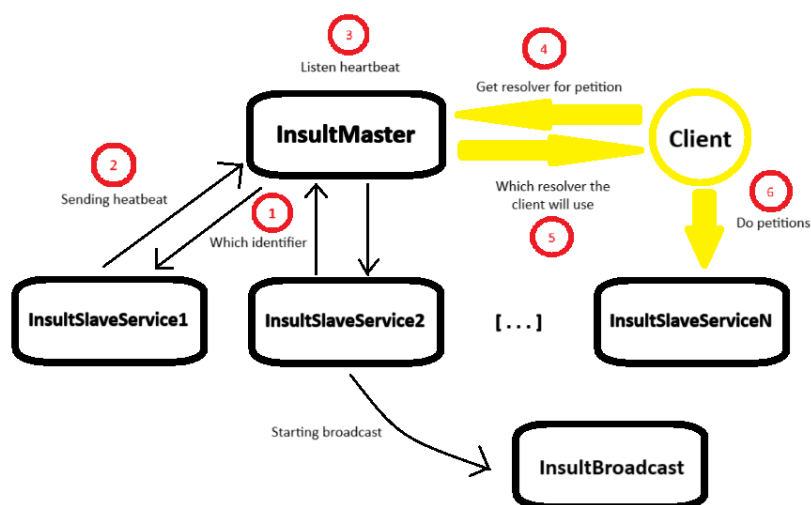 3
Listen heartbeat
4
Get resolver for petition
InsultMaster
Client
2
Sending heatbeat
1
Which identifier
Which resolver the
client will use
5
6
Do petitions
InsultSlaveService1
InsultSlaveService2
[...]
InsultSlaveServiceN
Starting broadcast
InsultBroadcast